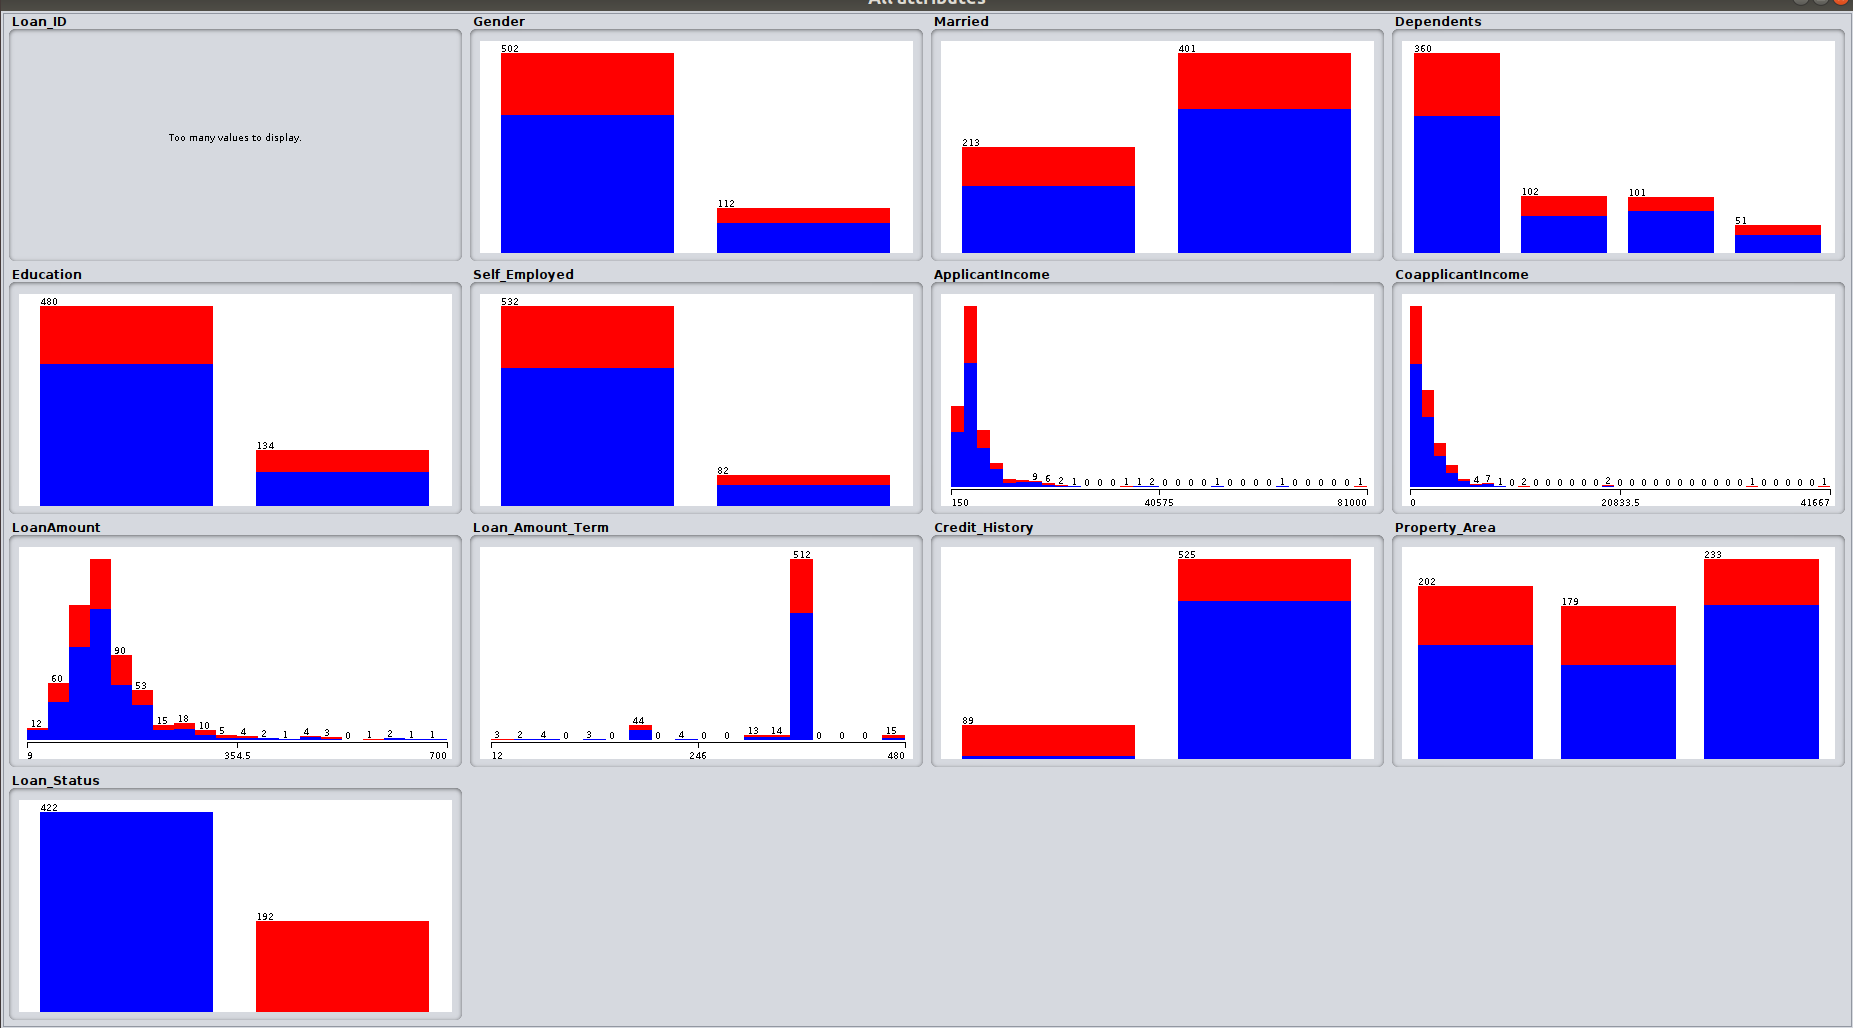 All attributes
Loan_ID
Too many values to display.
Gender
502
112
Married
213
401
Dependents
360
102
101
51
Education
480
134
Self_Employed
532
82
ApplicantIncome
9 6 2 1 0 0 0 1 1 2 0 0 0 0 1 0 0 0 0 1 0 0 0 0 0 1
150 40575 81000
CoapplicantIncome
4 7 1 0 2 0 0 0 0 0 0 2 0 0 0 0 0 0 0 0 0 0 0 1 0 0 0 0 0 1
0 20833.5 41667
LoanAmount
12 60 90 53 15 18 10 5 4 2 1 4 3 0 1 2 1 1
9 354.5 700
Loan_Amount_Term
3 2 4 0 3 0 44 0 4 0 0 13 14 512 0 0 0 15
12 246 480
Credit_History
89
525
Property_Area
202
179
233
Loan_Status
422
192